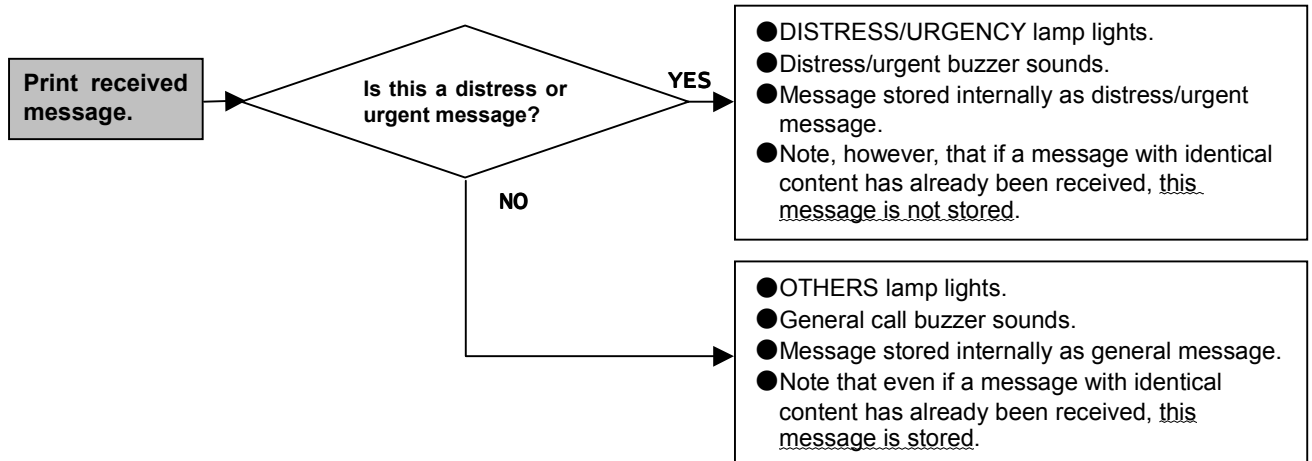 Print received
message.
Is this a distress or
urgent message?
YES
●DISTRESS/URGENCY lamp lights.
●Distress/urgent buzzer sounds.
●Message stored internally as distress/urgent
message.
●Note, however, that if a message with identical
content has already been received, this
message is not stored.
NO
●OTHERS lamp lights.
●General call buzzer sounds.
●Message stored internally as general message.
●Note that even if a message with identical
content has already been received, this
message is stored.